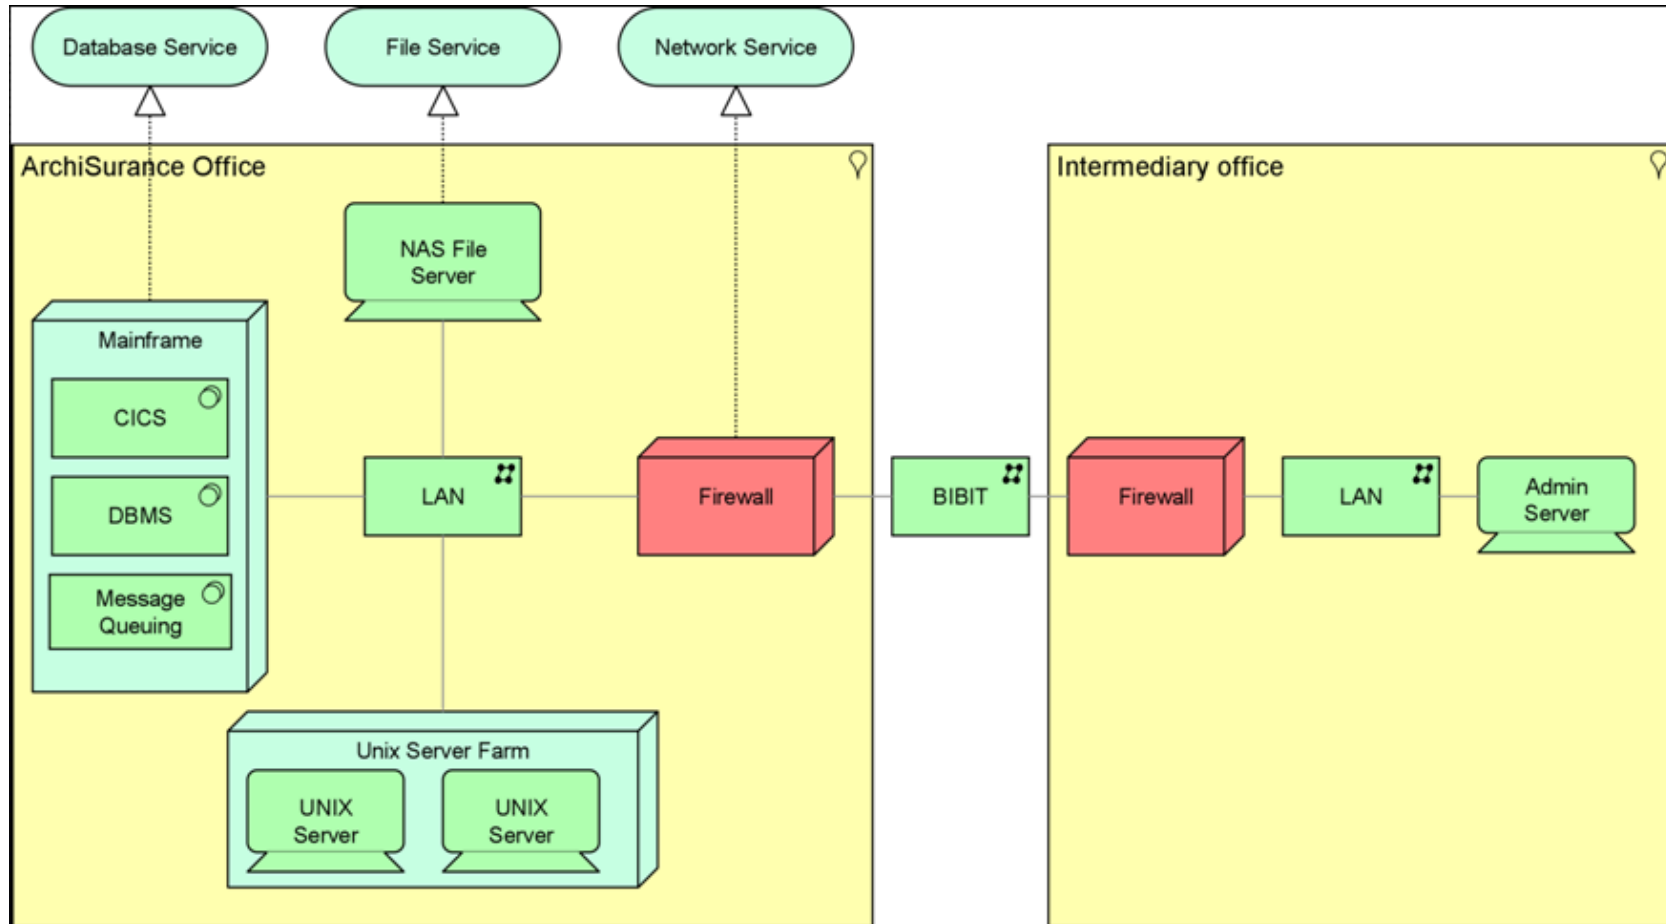 Database Service
File Service
Network Service
ArchiSurance Office
Intermediary office
NAS File
Server
Mainframe
CICS
DBMS
Message
Queuing
LAN
Firewall
BIBIT
Firewall
LAN
Admin
Server
Unix Server Farm
UNIX
Server
UNIX
Server